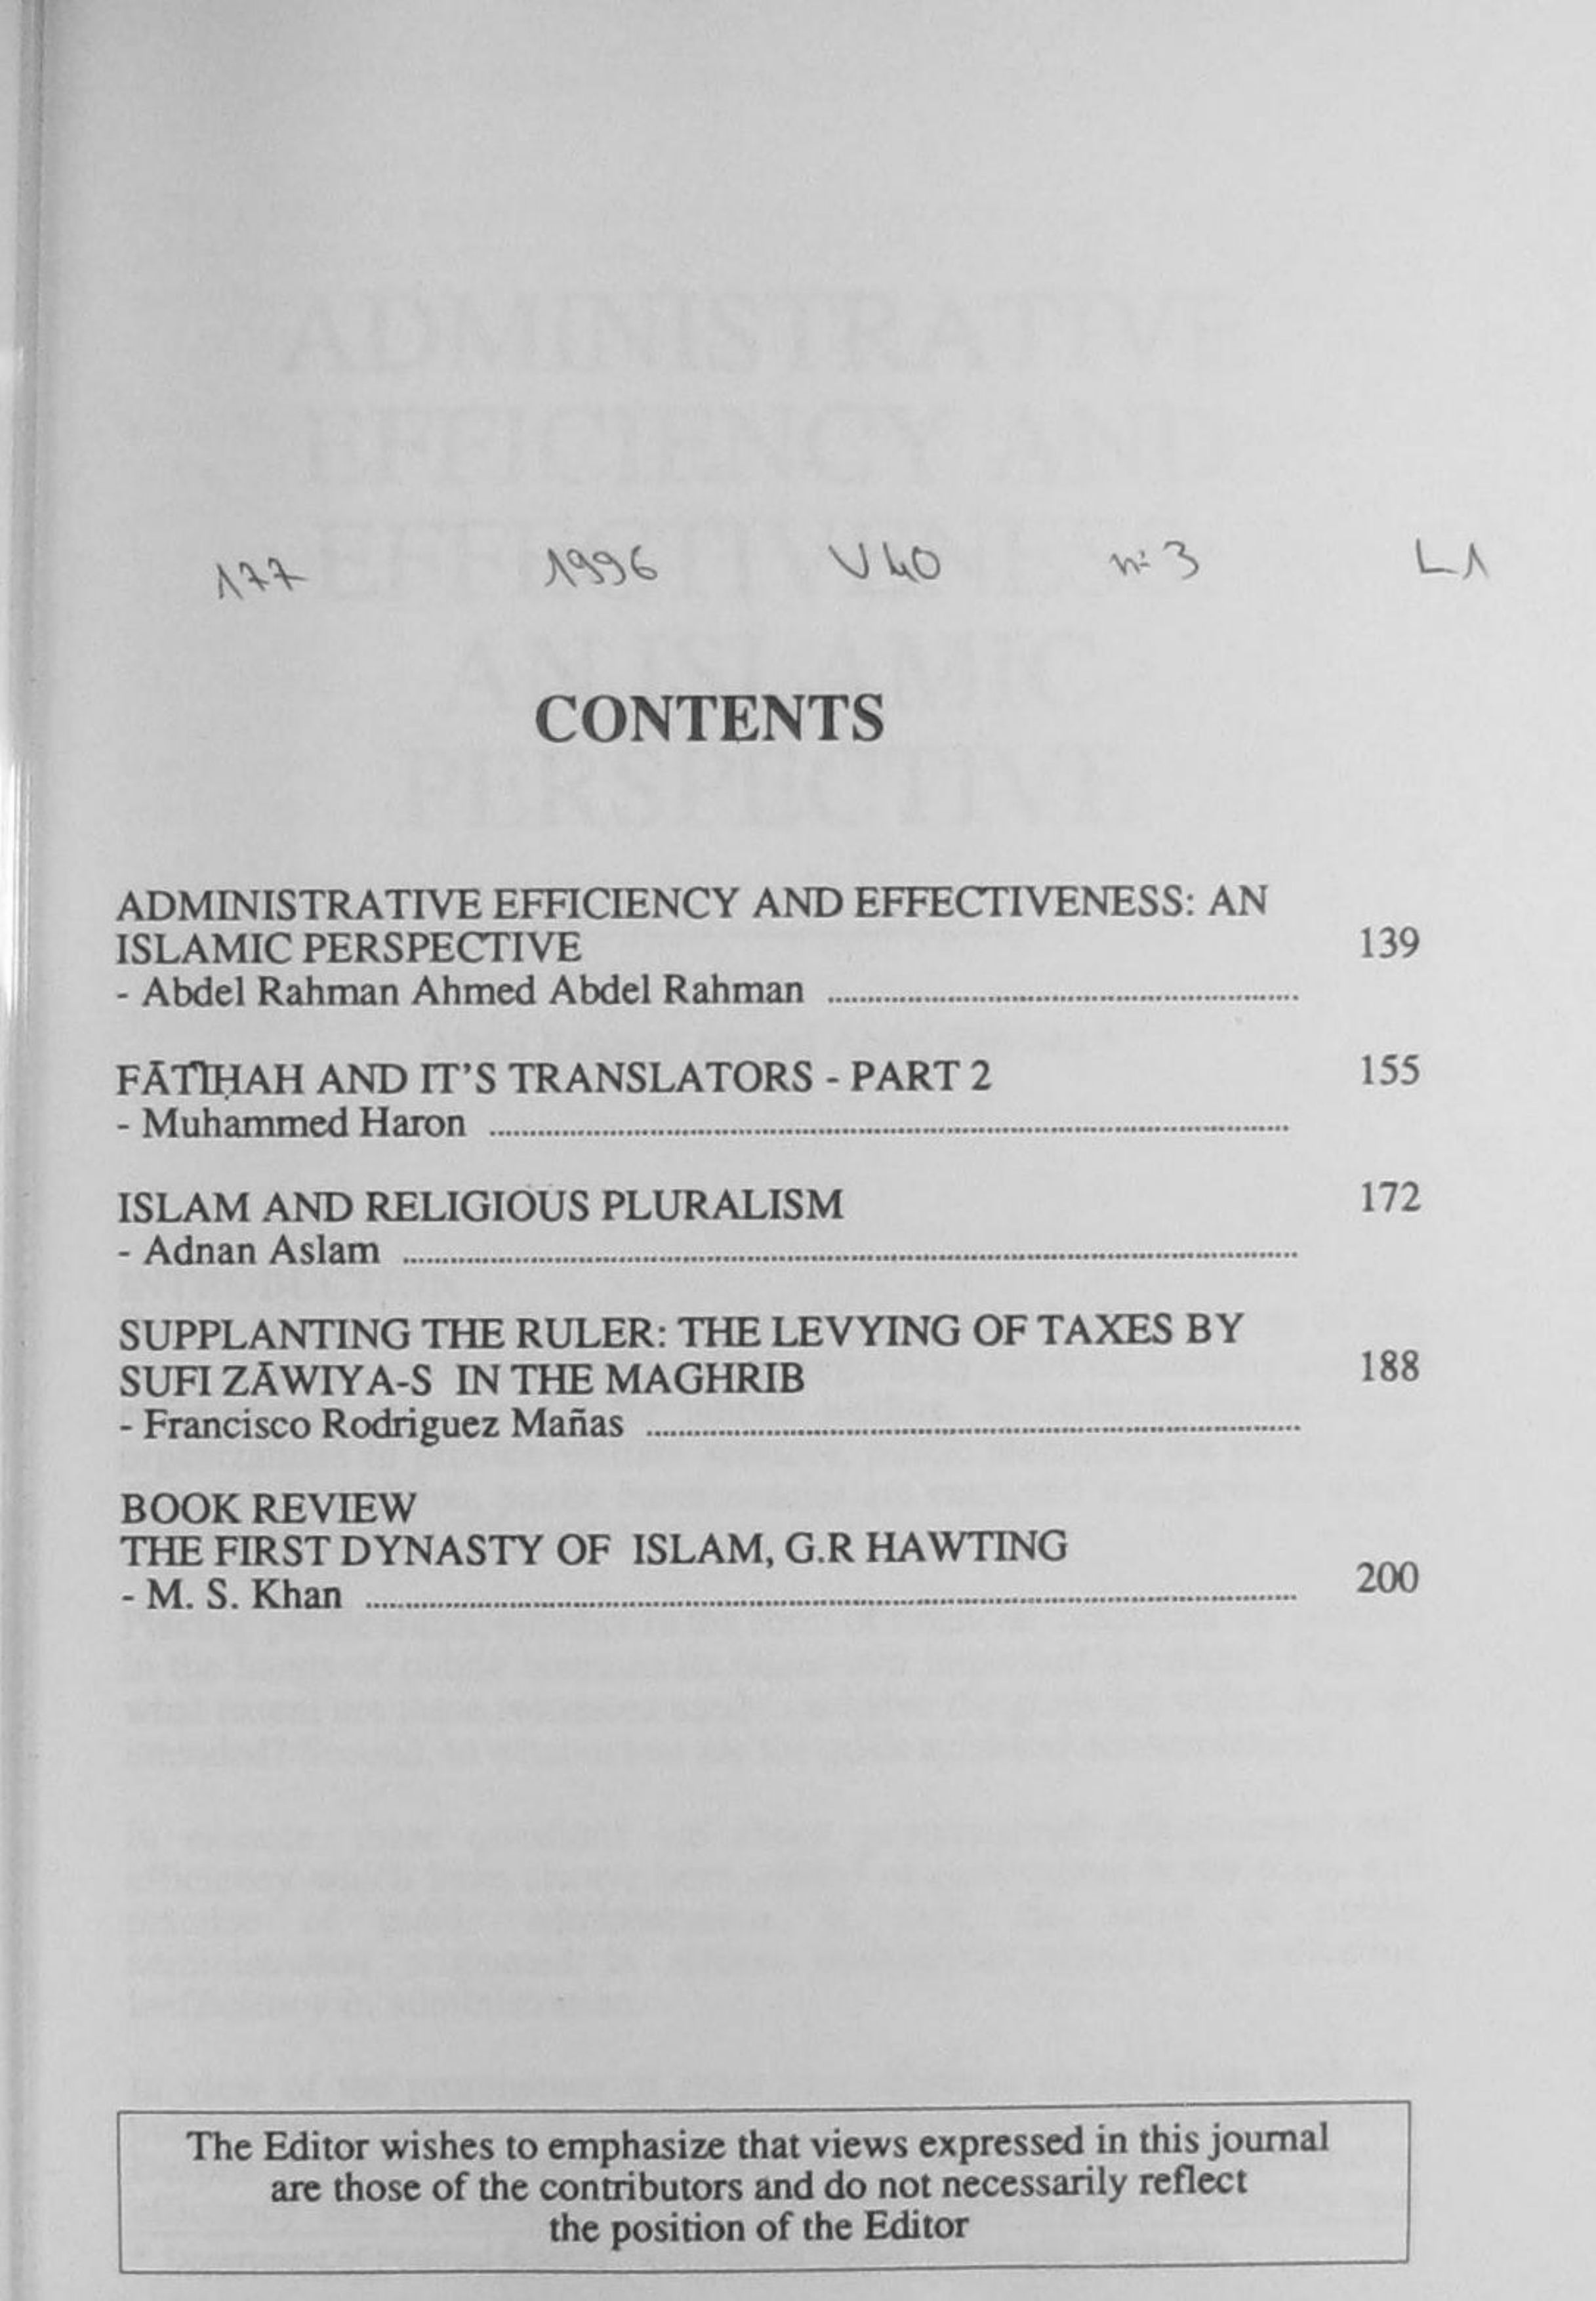 177 1996 V40 n: 3 L1
CONTENTS
ADMINISTRATIVE EFFICIENCY AND EFFECTIVENESS: AN
ISLAMIC PERSPECTIVE 139
- Abdel Rahman Ahmed Abdel Rahman ........................................................
FĀTĪḤAH AND IT'S TRANSLATORS - PART 2 155
- Muhammed Haron ........................................................
ISLAM AND RELIGIOUS PLURALISM 172
- Adnan Aslam ........................................................
SUPPLANTING THE RULER: THE LEVYING OF TAXES BY
SUFI ZĀWIYA-S IN THE MAGHRIB 188
- Francisco Rodriguez Mañas ........................................................
BOOK REVIEW
THE FIRST DYNASTY OF ISLAM, G.R HAWTING
- M. S. Khan ........................................................ 200
The Editor wishes to emphasize that views expressed in this journal
are those of the contributors and do not necessarily reflect
the position of the Editor